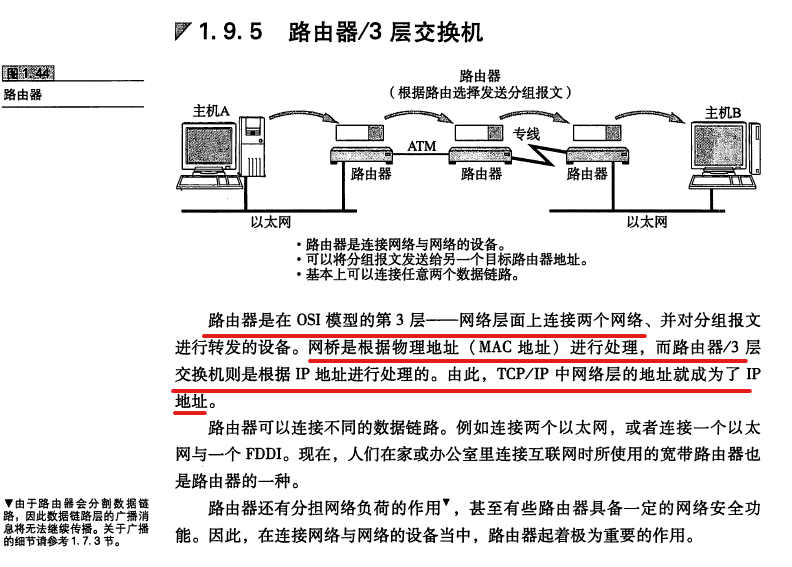 1.9.5 路由器/3 层交换机
图 1.44
路由器
路由器
（根据路由选择发送分组报文）
主机A
主机B
ATM
专线
路由器
路由器
路由器
以太网
以太网
·路由器是连接网络与网络的设备。
·可以将分组报文发送给另一个目标路由器地址。
·基本上可以连接任意两个数据链路。
路由器是在 OSI 模型的第 3 层——网络层面上连接两个网络、并对分组报文
进行转发的设备。网桥是根据物理地址（MAC 地址）进行处理，而路由器/3 层
交换机则是根据 IP 地址进行处理的。由此，TCP/IP 中网络层的地址就成为了 IP
地址。
路由器可以连接不同的数据链路。例如连接两个以太网，或者连接一个以太
网与一个 FDDI。现在，人们在家或办公室里连接互联网时所使用的宽带路由器也
是路由器的一种。
路由器还有分担网络负荷的作用▼，甚至有些路由器具备一定的网络安全功
能。因此，在连接网络与网络的设备当中，路由器起着极为重要的作用。
▼由于路由器会分割数据链
路，因此数据链路层的广播消
息将无法继续传播。关于广播
的细节请参考1.7.3 节。